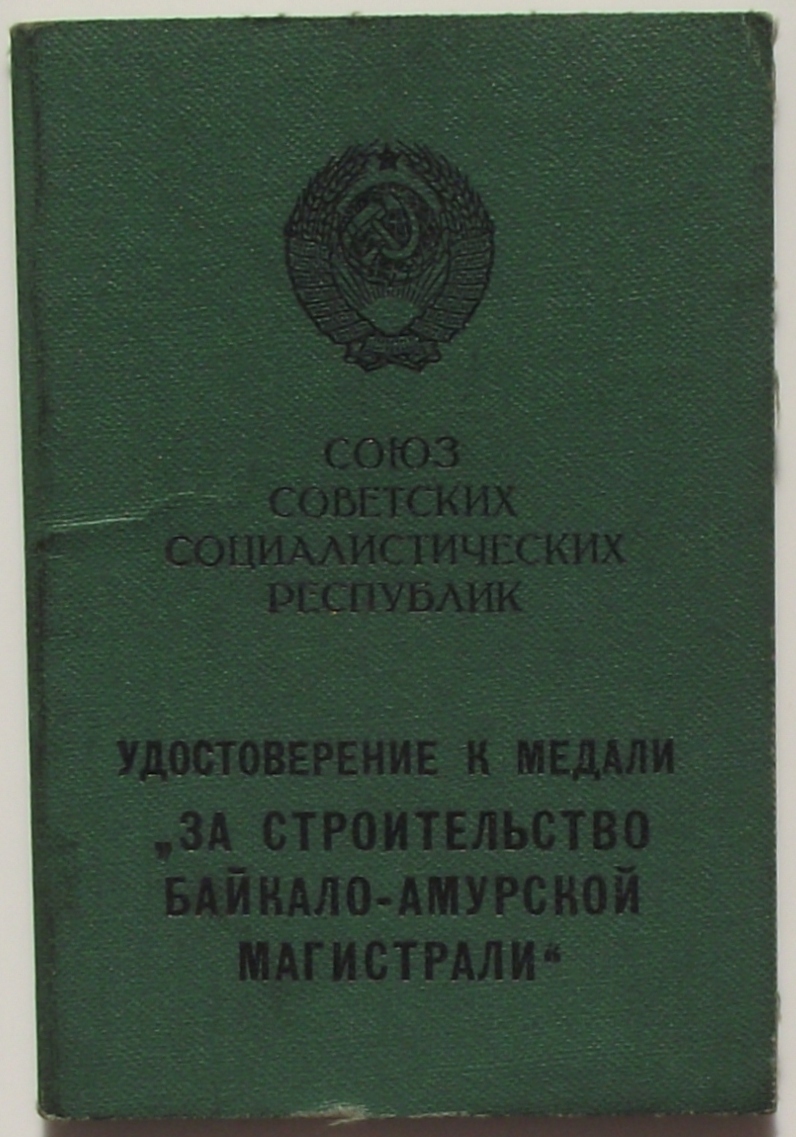 СОЮЗ
СОВЕТСКИХ
СОЦИАЛИСТИЧЕСКИХ
РЕСПУБЛИК
УДОСТОВЕРЕНИЕ К МЕДАЛИ
„ЗА СТРОИТЕЛЬСТВО
БАЙКАЛО-АМУРСКОЙ
МАГИСТРАЛИ“